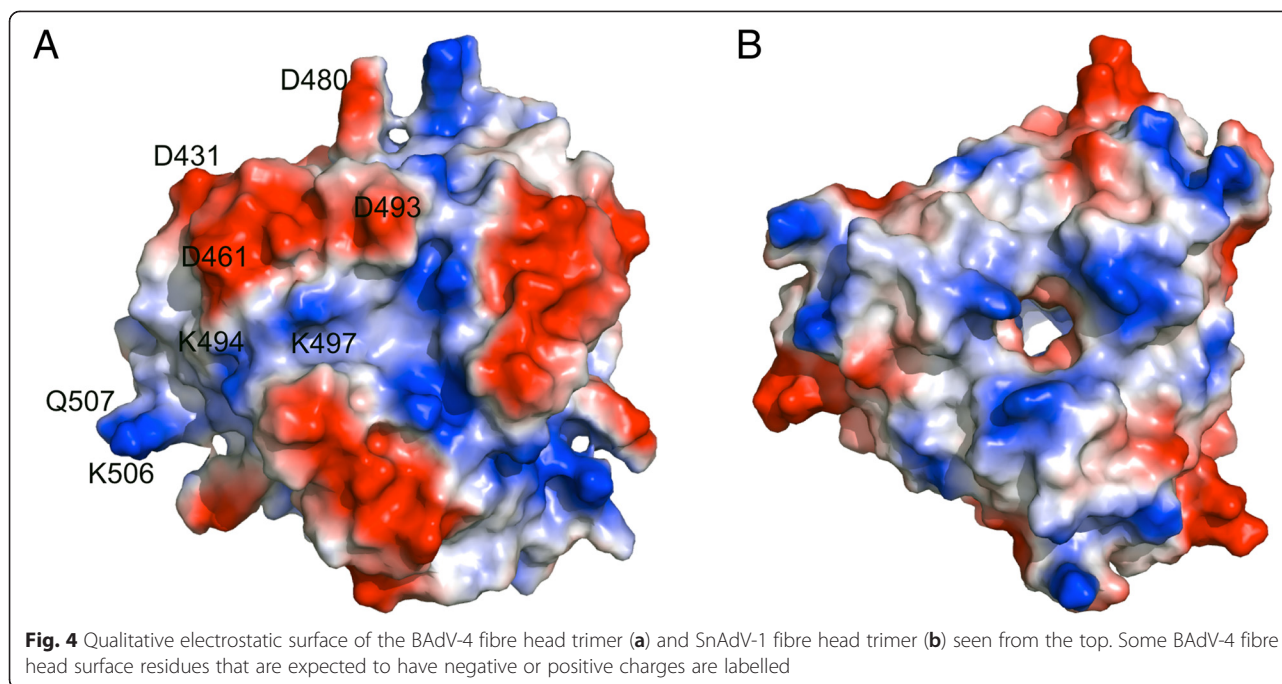 A
B
D480
D431
D493
D461
K494
K497
Q507
K506
Fig. 4 Qualitative electrostatic surface of the BAdV-4 fibre head trimer (a) and SnAdV-1 fibre head trimer (b) seen from the top. Some BAdV-4 fibre
head surface residues that are expected to have negative or positive charges are labelled